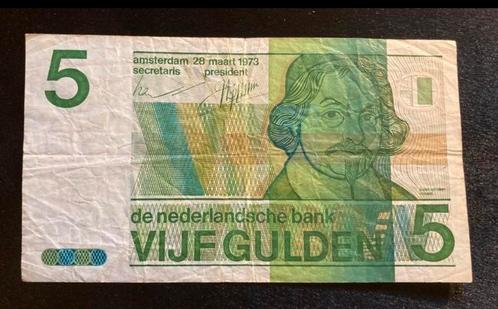 5
amsterdam 28 maart 1973
secretaris president
de nederlandsche bank
VIJF GULDEN 5